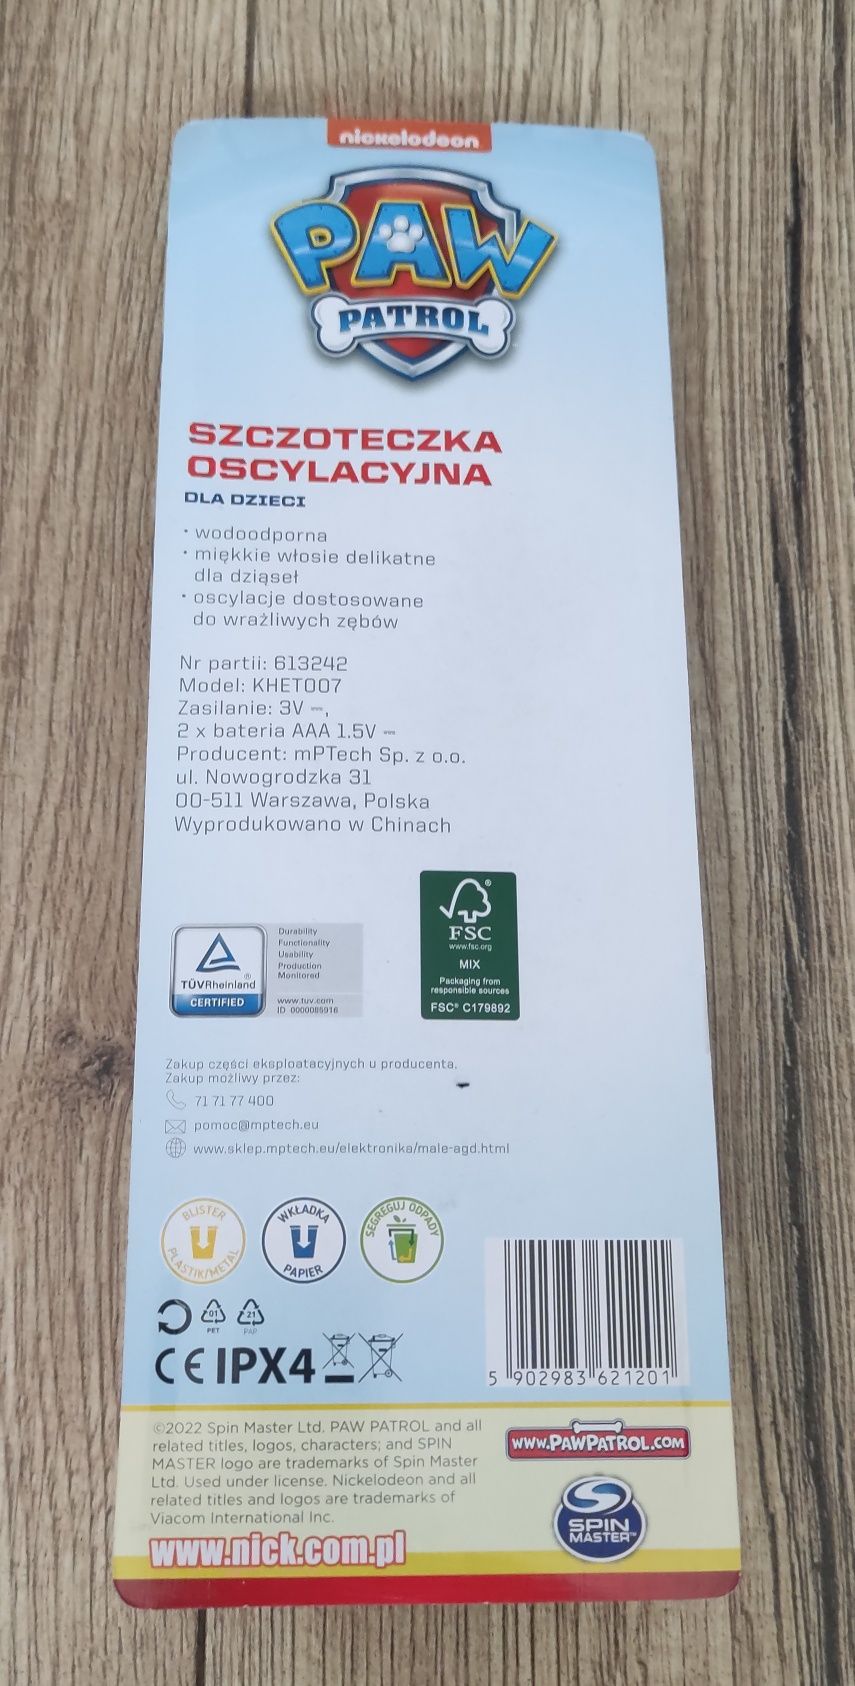 nickelodeon
PAW
PATROL
SZCZOTECZKA
OSCYLACYJNA
DLA DZIECI
• wodoodporna
• miękkie włosie delikatne
dla dziąseł
• oscylacje dostosowane
do wrażliwych zębów
Nr partii: 613242
Model: KHET007
Zasilanie: 3V ⎓,
2 x bateria AAA 1.5V ⎓
Producent: mPTech Sp. z o.o.
ul. Nowogrodzka 31
00-511 Warszawa, Polska
Wyprodukowano w Chinach
TÜVRheinland®
CERTIFIED
Durability
Functionality
Usability
Production
Monitored
www.tuv.com
ID 0000085916
®
FSC
www.fsc.org
MIX
Packaging from
responsible sources
FSC® C179892
Zakup części eksploatacyjnych u producenta.
Zakup możliwy przez:
71 71 77 400
pomoc@mptech.eu
www.sklep.mptech.eu/elektronika/male-agd.html
BLISTER
PLASTIK/METAL
WKŁADKA
PAPIER
SEGREGUJ ODPADY
01
PET
21
PAP
CE IPX4
5 902983 621201
©2022 Spin Master Ltd. PAW PATROL and all
related titles, logos, characters; and SPIN
MASTER logo are trademarks of Spin Master
Ltd. Used under license. Nickelodeon and all
related titles and logos are trademarks of
Viacom International Inc.
www.nick.com.pl
www.PAWPATROL.COM
SPIN
MASTER™